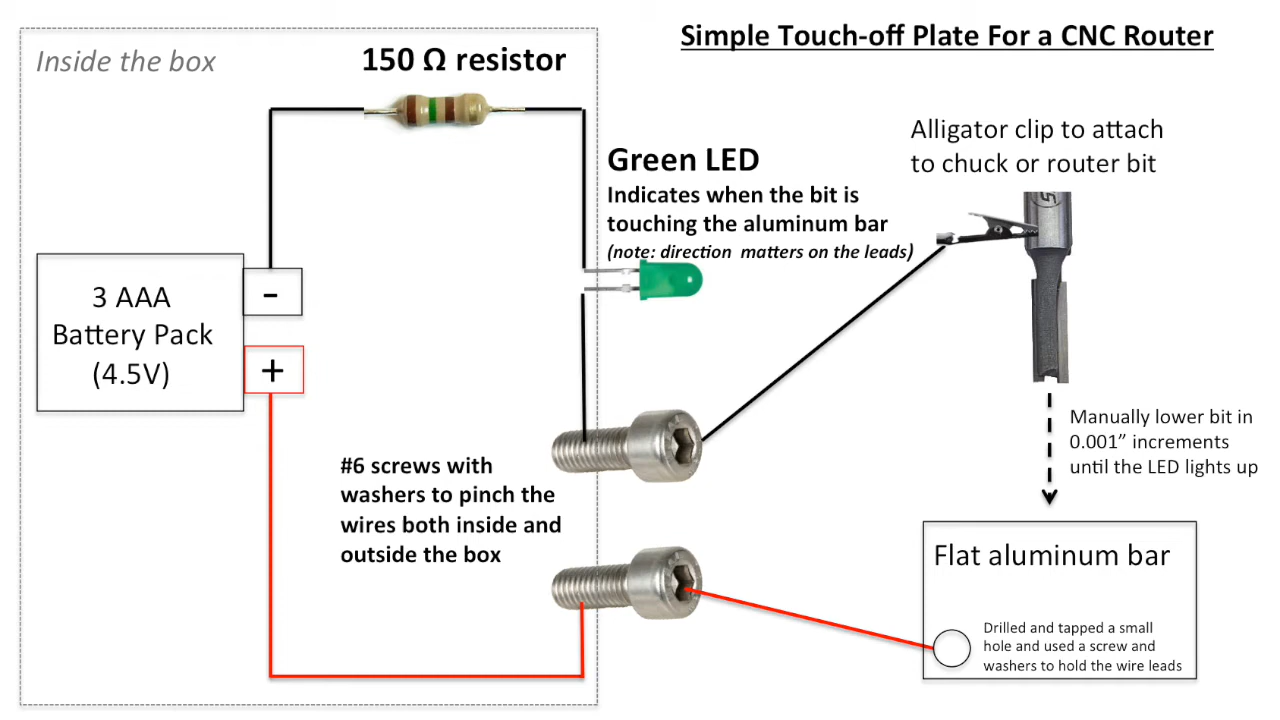 Simple Touch-off Plate For a CNC Router
Inside the box
150 Ω resistor
Green LED
Indicates when the bit is
touching the aluminum bar
(note: direction matters on the leads)
Alligator clip to attach
to chuck or router bit
3 AAA
Battery Pack
(4.5V)
-
+
#6 screws with
washers to pinch the
wires both inside and
outside the box
Manually lower bit in
0.001” increments
until the LED lights up
Flat aluminum bar
Drilled and tapped a small
hole and used a screw and
washers to hold the wire leads